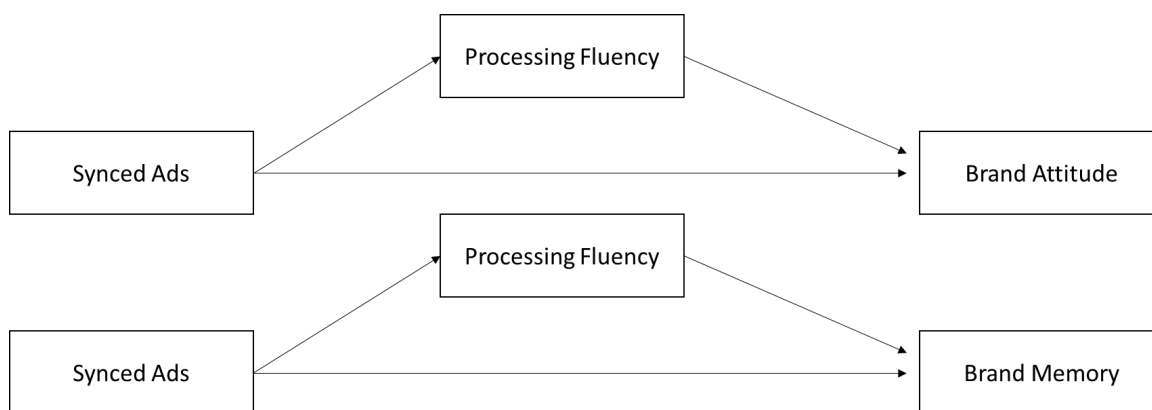 Processing Fluency
Synced Ads
Brand Attitude
Processing Fluency
Synced Ads
Brand Memory